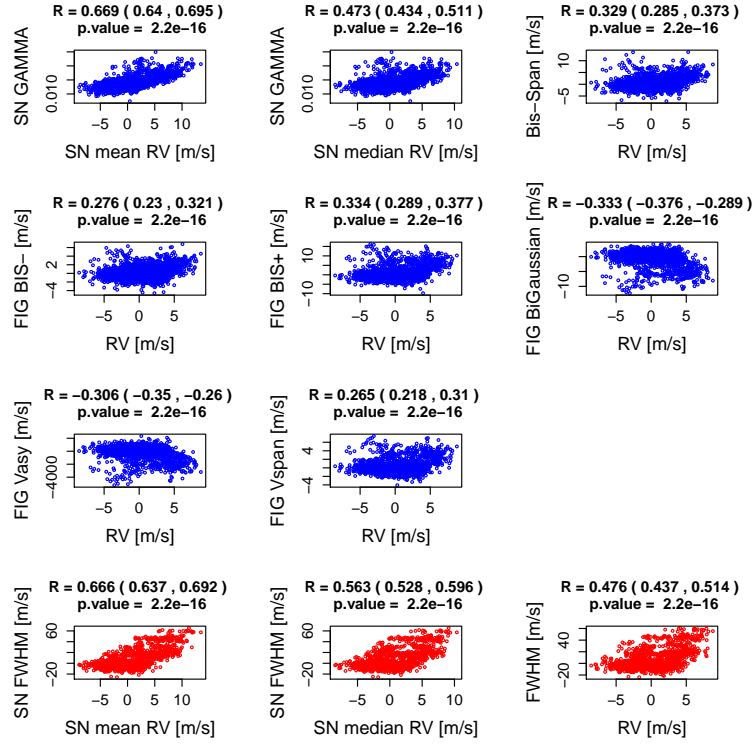 R = 0.669 ( 0.64 , 0.695 )
p.value = 2.2e−16
SN GAMMA
0.010
−5 0 5 10
SN mean RV [m/s]
R = 0.473 ( 0.434 , 0.511 )
p.value = 2.2e−16
SN GAMMA
0.010
−5 0 5
SN median RV [m/s]
R = 0.329 ( 0.285 , 0.373 )
p.value = 2.2e−16
Bis−Span [m/s]
10
−5
−5 0 5
RV [m/s]
R = 0.276 ( 0.23 , 0.321 )
p.value = 2.2e−16
FIG BIS− [m/s]
2
−4
−5 0 5
RV [m/s]
R = 0.334 ( 0.289 , 0.377 )
p.value = 2.2e−16
FIG BIS+ [m/s]
10
−10
−5 0 5
RV [m/s]
R = −0.333 ( −0.376 , −0.289 )
p.value = 2.2e−16
FIG BiGaussian [m/s]
−10
−5 0 5
RV [m/s]
R = −0.306 ( −0.35 , −0.26 )
p.value = 2.2e−16
FIG Vasy [m/s]
−4000
−5 0 5
RV [m/s]
R = 0.265 ( 0.218 , 0.31 )
p.value = 2.2e−16
FIG Vspan [m/s]
4
−4
−5 0 5
RV [m/s]
R = 0.666 ( 0.637 , 0.692 )
p.value = 2.2e−16
SN FWHM [m/s]
60
−20
−5 0 5 10
SN mean RV [m/s]
R = 0.563 ( 0.528 , 0.596 )
p.value = 2.2e−16
SN FWHM [m/s]
60
−20
−5 0 5
SN median RV [m/s]
R = 0.476 ( 0.437 , 0.514 )
p.value = 2.2e−16
FWHM [m/s]
40
−20
−5 0 5
RV [m/s]